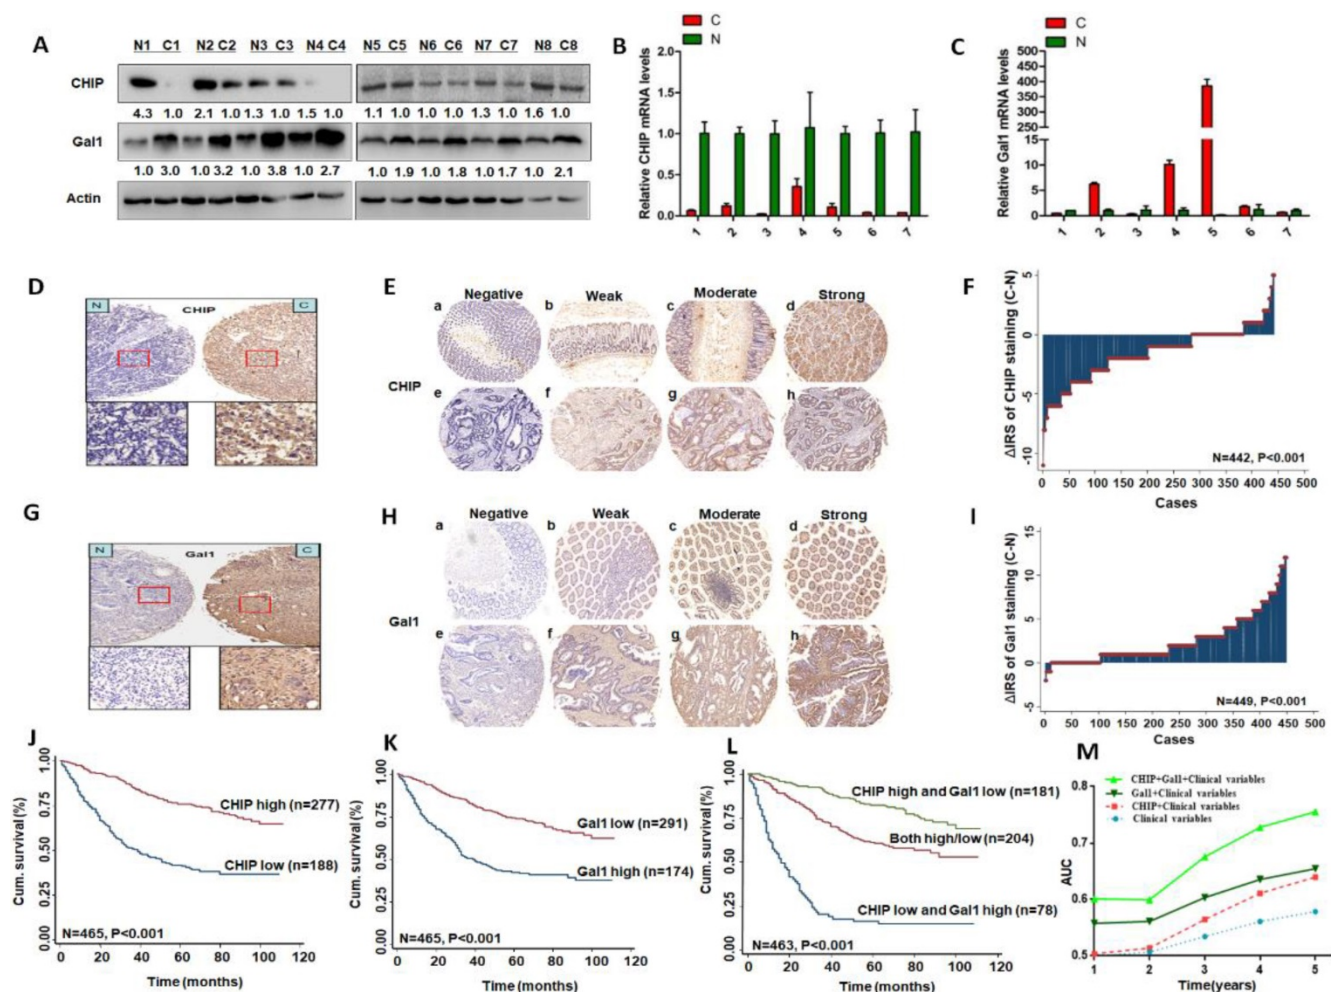 A
N1 C1 N2 C2 N3 C3 N4 C4 N5 C5 N6 C6 N7 C7 N8 C8
CHIP
4.3 1.0 2.1 1.0 1.3 1.0 1.5 1.0 1.1 1.0 1.0 1.0 1.3 1.0 1.6 1.0
Gal1
1.0 3.0 1.0 3.2 1.0 3.8 1.0 2.7 1.0 1.9 1.0 1.8 1.0 1.7 1.0 2.1
Actin
B
C
N
Relative CHIP mRNA levels
2.0
1.5
1.0
0.5
0.0
1 2 3 4 5 6 7
C
C
N
Relative Gal1 mRNA levels
500
450
400
350
300
250
15
10
5
0
1 2 3 4 5 6 7
D
N CHIP C
E
Negative Weak Moderate Strong
a b c d
CHIP
e f g h
F
ΔIRS of CHIP staining (C-N)
5
0
-5
-10
N=442, P<0.001
0 50 100 150 200 250 300 350 400 450 500
Cases
G
N Gal1 C
H
Negative Weak Moderate Strong
a b c d
Gal1
e f g h
I
ΔIRS of Gal1 staining (C-N)
15
10
5
0
-5
N=449, P<0.001
0 50 100 150 200 250 300 350 400 450 500
Cases
J
Cum. survival (%)
1.00
0.75
0.50
0.25
0.00
CHIP high (n=277)
CHIP low (n=188)
N=465, P<0.001
0 20 40 60 80 100 120
Time (months)
K
Cum. survival (%)
1.00
0.75
0.50
0.25
0.00
Gal1 low (n=291)
Gal1 high (n=174)
N=465, P<0.001
0 20 40 60 80 100 120
Time (months)
L
Cum. survival (%)
1.00
0.75
0.50
0.25
0.00
CHIP high and Gal1 low (n=181)
Both high/low (n=204)
CHIP low and Gal1 high (n=78)
N=463, P<0.001
0 20 40 60 80 100 120
Time (months)
M
CHIP+Gal1+Clinical variables
Gal1+Clinical variables
CHIP+Clinical variables
Clinical variables
AUC
0.8
0.7
0.6
0.5
1 2 3 4 5
Time(years)